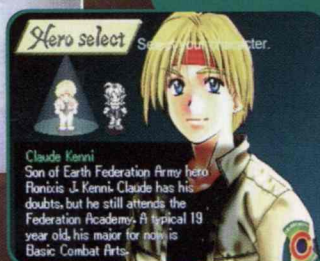 Hero select
Select your character.
Claude Kenni
Son of Earth Federation Army hero
Ronixis J. Kenni. Claude has his
doubts, but he still attends the
Federation Academy. A typical 19
year old, his major for now is
Basic Combat Arts.